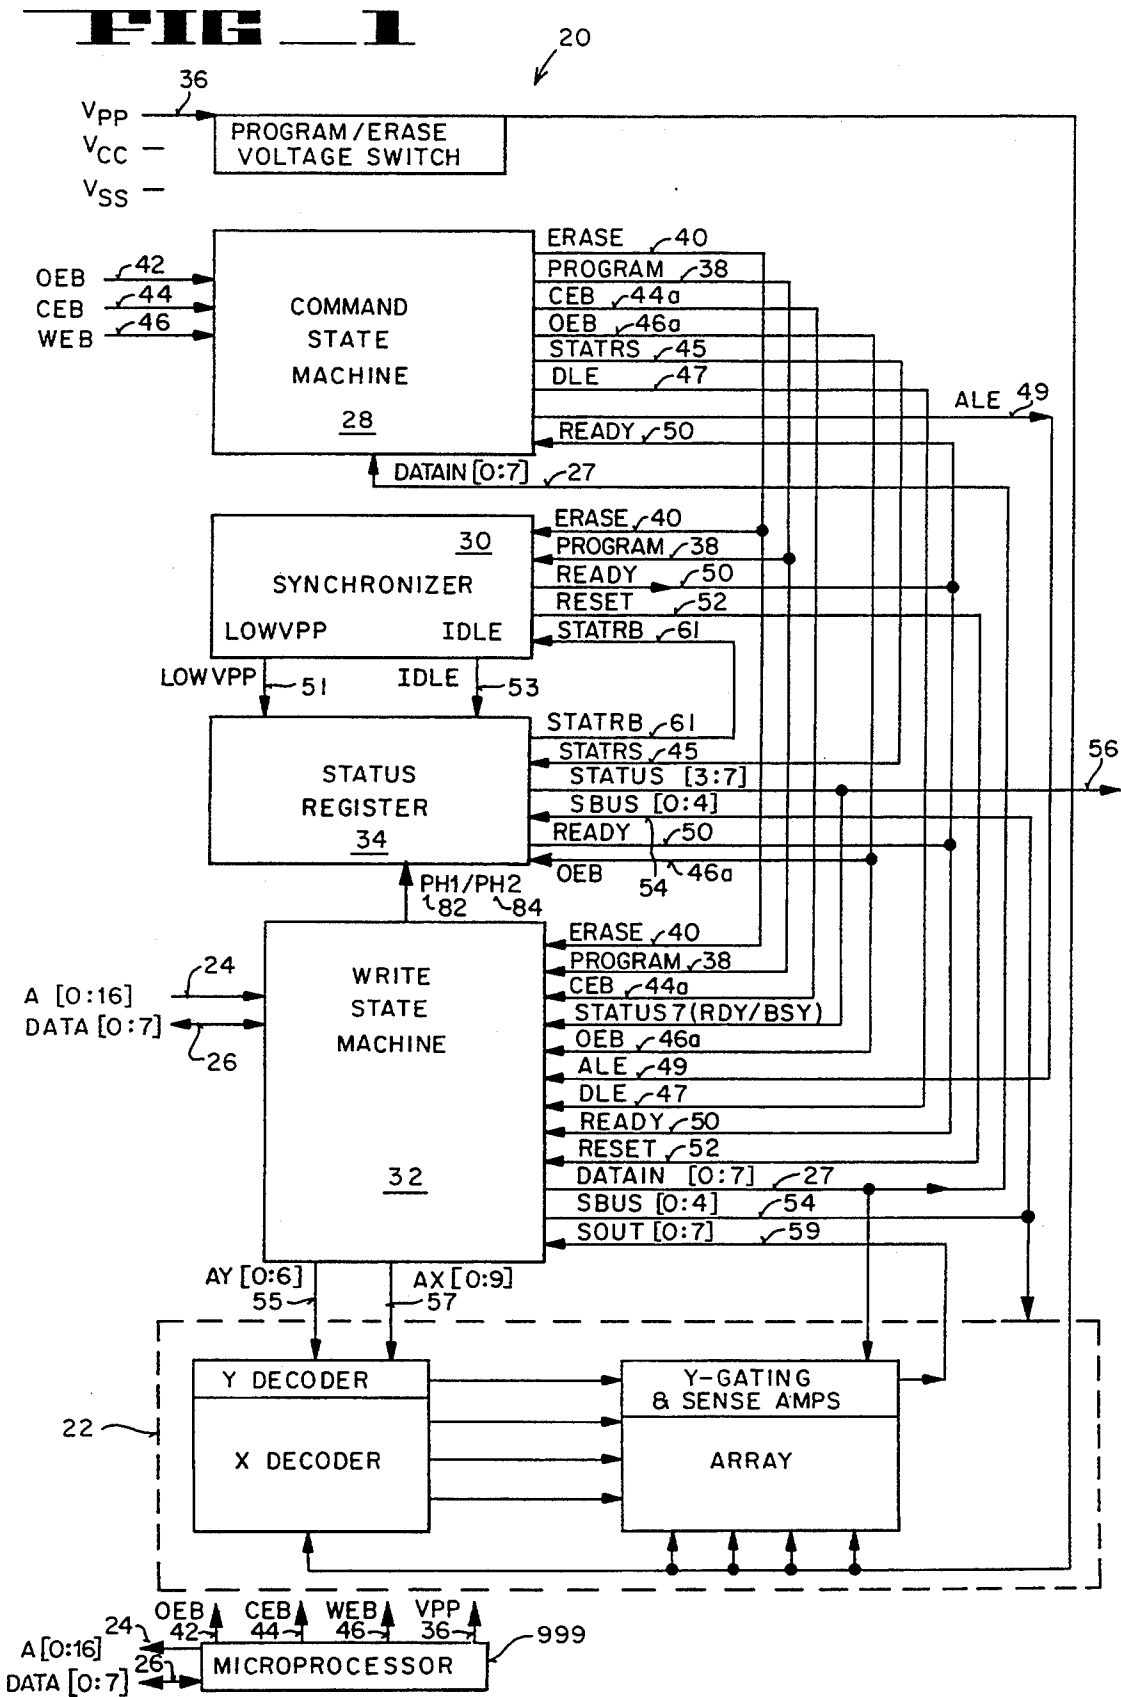 FIG_1
20
36
VPP
VCC
VSS
PROGRAM/ERASE
VOLTAGE SWITCH
OEB 42
CEB 44
WEB 46
COMMAND
STATE
MACHINE
28
ERASE 40
PROGRAM 38
CEB 44a
OEB 46a
STATRS 45
DLE 47
ALE 49
READY 50
DATAIN [0:7] 27
30
SYNCHRONIZER
LOWVPP IDLE
ERASE 40
PROGRAM 38
READY 50
RESET 52
STATRB 61
LOWVPP 51
IDLE 53
STATUS
REGISTER
34
STATRB 61
STATRS 45
STATUS [3:7]
56
SBUS [0:4]
READY 50
OEB 54 46a
PH1/PH2
82 84
WRITE
STATE
MACHINE
32
24
A [0:16]
DATA [0:7]
26
ERASE 40
PROGRAM 38
CEB 44a
STATUS7(RDY/BSY)
OEB 46a
ALE 49
DLE 47
READY 50
RESET 52
DATAIN [0:7] 27
SBUS [0:4] 54
SOUT [0:7] 59
AY [0:6] AX [0:9]
55 57
22
Y DECODER
X DECODER
Y-GATING
& SENSE AMPS
ARRAY
OEB CEB WEB VPP
42 44 46 36
24
A [0:16]
26
DATA [0:7]
MICROPROCESSOR
999